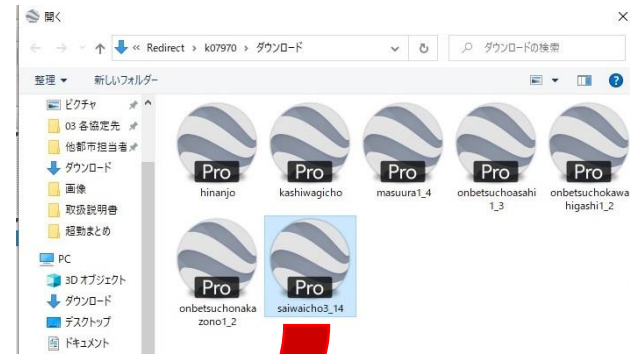 開く
« Redirect › k07970 › ダウンロード
ダウンロードの検索
整理 新しいフォルダー
ピクチャ
03 各協定先
他都市担当者
ダウンロード
画像
取扱説明書
超勤まとめ
PC
3D オブジェクト
ダウンロード
デスクトップ
ドキュメント
Pro Pro Pro Pro Pro
hinanjo kashiwagicho masuura1_4 onbetsuchoasahi onbetsuchokawa
1_3 higashi1_2
Pro Pro
onbetsuchonaka saiwaicho3_14
zono1_2